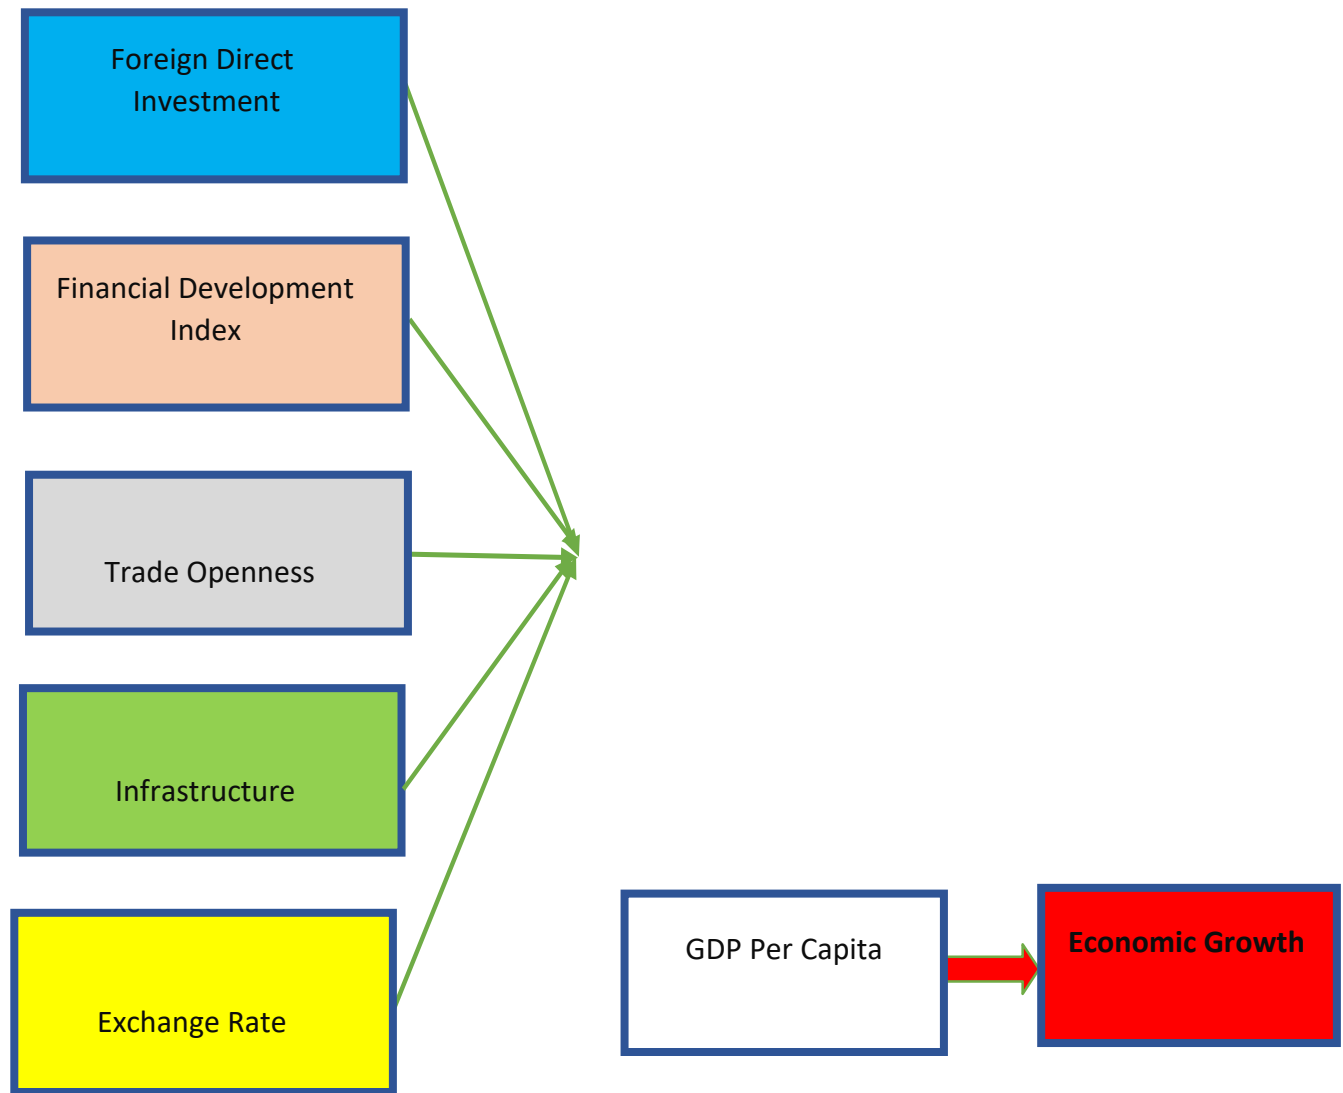 Foreign Direct
Investment
Financial Development
Index
Trade Openness
Infrastructure
Exchange Rate
GDP Per Capita
Economic Growth